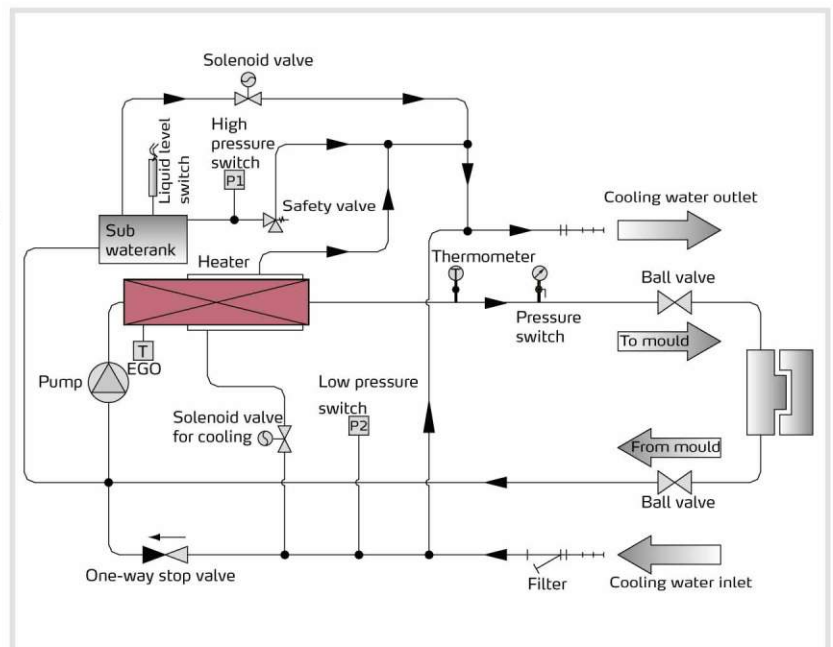 Solenoid valve
High
pressure
switch
P1
Liquid level
switch
Safety valve
Sub
waterank
Heater
Cooling water outlet
Thermometer
T
Ball valve
Pressure
switch
To mould
T
EGO
Pump
Low pressure
switch
P2
Solenoid valve
for cooling
From mould
Ball valve
One-way stop valve
Filter
Cooling water inlet